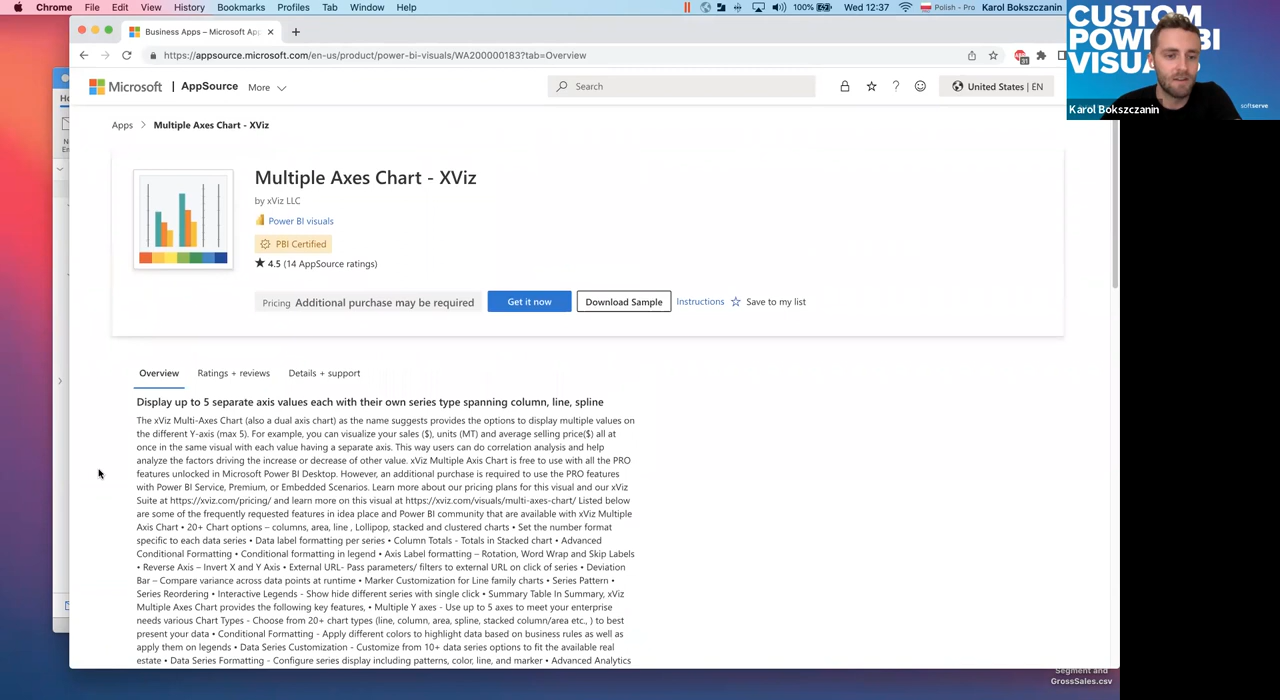 Chrome File Edit View History Bookmarks Profiles Tab Window Help 100% Wed 12:37 Polish - Pro Karol Bokszczanin
Business Apps – Microsoft App
https://appsource.microsoft.com/en-us/product/power-bi-visuals/WA200000183?tab=Overview
31
Microsoft | AppSource More Search ? United States | EN
Apps > Multiple Axes Chart - XViz
Multiple Axes Chart - XViz
by xViz LLC
Power BI visuals
PBI Certified
4.5 (14 AppSource ratings)
Pricing Additional purchase may be required Get it now Download Sample Instructions Save to my list
Overview Ratings + reviews Details + support
Display up to 5 separate axis values each with their own series type spanning column, line, spline
The xViz Multi-Axes Chart (also a dual axis chart) as the name suggests provides the options to display multiple values on
the different Y-axis (max 5). For example, you can visualize your sales ($), units (MT) and average selling price($) all at
once in the same visual with each value having a separate axis. This way users can do correlation analysis and help
analyze the factors driving the increase or decrease of other value. xViz Multiple Axis Chart is free to use with all the PRO
features unlocked in Microsoft Power BI Desktop. However, an additional purchase is required to use the PRO features
with Power BI Service, Premium, or Embedded Scenarios. Learn more about our pricing plans for this visual and our xViz
Suite at https://xviz.com/pricing/ and learn more on this visual at https://xviz.com/visuals/multi-axes-chart/ Listed below
are some of the frequently requested features in idea place and Power BI community that are available with xViz Multiple
Axis Chart • 20+ Chart options – columns, area, line , Lollipop, stacked and clustered charts • Set the number format
specific to each data series • Data label formatting per series • Column Totals - Totals in Stacked chart • Advanced
Conditional Formatting • Conditional formatting in legend • Axis Label formatting – Rotation, Word Wrap and Skip Labels
• Reverse Axis – Invert X and Y Axis • External URL- Pass parameters/ filters to external URL on click of series • Deviation
Bar – Compare variance across data points at runtime • Marker Customization for Line family charts • Series Pattern •
Series Reordering • Interactive Legends - Show hide different series with single click • Summary Table In Summary, xViz
Multiple Axes Chart provides the following key features, • Multiple Y axes - Use up to 5 axes to meet your enterprise
needs various Chart Types - Choose from 20+ chart types (line, column, area, spline, stacked column/area etc., ) to best
present your data • Conditional Formatting - Apply different colors to highlight data based on business rules as well as
apply them on legends • Data Series Customization - Customize from 10+ data series options to fit the available real
estate • Data Series Formatting - Configure series display including patterns, color, line, and marker • Advanced Analytics
CUSTOM
POWER BI
VISUA
Karol Bokszczanin
softserve
Segment and
GrossSales.csv